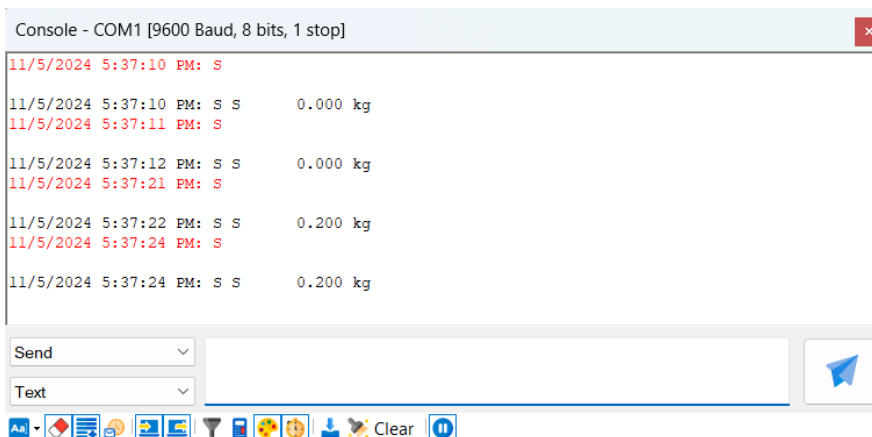 Console - COM1 [9600 Baud, 8 bits, 1 stop]
11/5/2024 5:37:10 PM: S
11/5/2024 5:37:10 PM: S S      0.000 kg
11/5/2024 5:37:11 PM: S
11/5/2024 5:37:12 PM: S S      0.000 kg
11/5/2024 5:37:21 PM: S
11/5/2024 5:37:22 PM: S S      0.200 kg
11/5/2024 5:37:24 PM: S
11/5/2024 5:37:24 PM: S S      0.200 kg
Send
Text
Aa Clear